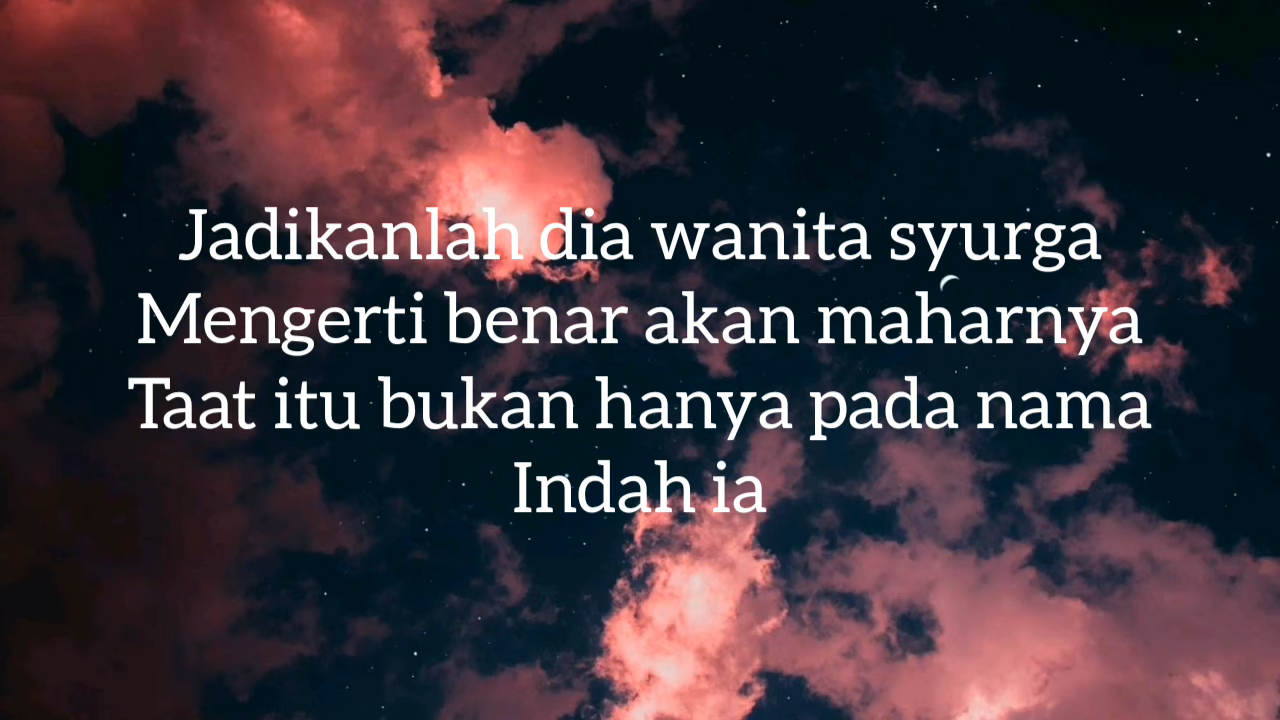 Jadikanlah dia wanita syurga
Mengerti benar akan maharnya
Taat itu bukan hanya pada nama
Indah ia